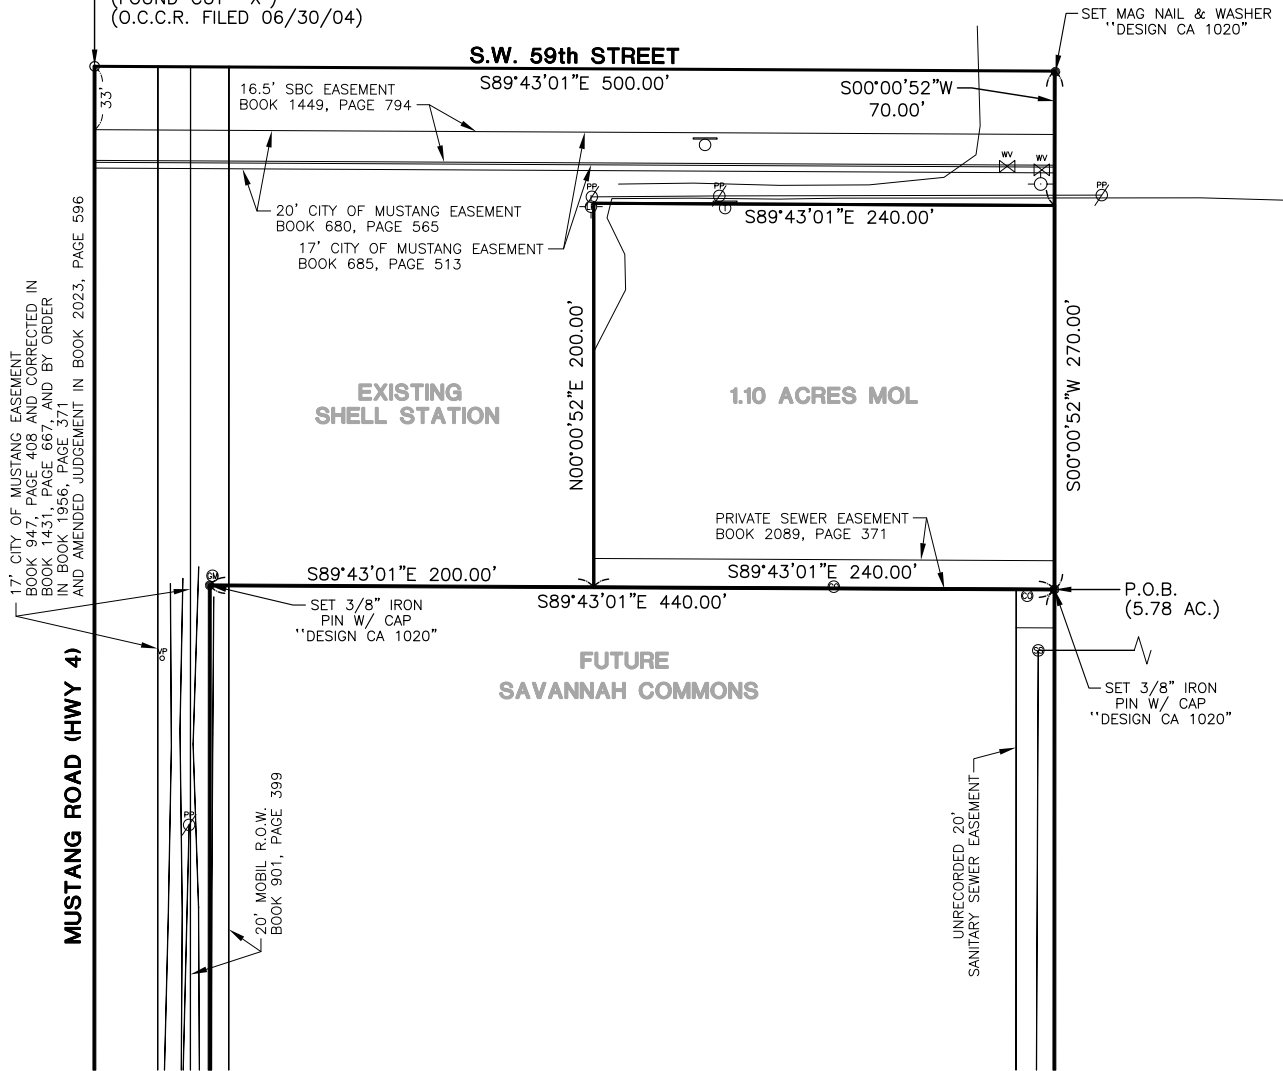 (FOUND CUT "X")
(O.C.C.R. FILED 06/30/04)
SET MAG NAIL & WASHER
"DESIGN CA 1020"
S.W. 59th STREET
S89°43'01"E 500.00'
S00°00'52"W
70.00'
33'
16.5' SBC EASEMENT
BOOK 1449, PAGE 794
WV
WV
PP
PP
PP
20' CITY OF MUSTANG EASEMENT
BOOK 680, PAGE 565
17' CITY OF MUSTANG EASEMENT
BOOK 685, PAGE 513
S89°43'01"E 240.00'
17' CITY OF MUSTANG EASEMENT
BOOK 947, PAGE 408 AND CORRECTED IN
BOOK 1431, PAGE 667, AND BY ORDER
IN BOOK 1956, PAGE 371
AND AMENDED JUDGEMENT IN BOOK 2023, PAGE 596
EXISTING
SHELL STATION
N00°00'52"E 200.00'
1.10 ACRES MOL
S00°00'52"W 270.00'
PRIVATE SEWER EASEMENT
BOOK 2089, PAGE 371
GM
S89°43'01"E 200.00'
S89°43'01"E 240.00'
CO
S89°43'01"E 440.00'
CO
P.O.B.
(5.78 AC.)
SET 3/8" IRON
PIN W/ CAP
"DESIGN CA 1020"
VP
FUTURE
SAVANNAH COMMONS
SET 3/8" IRON
PIN W/ CAP
"DESIGN CA 1020"
MUSTANG ROAD (HWY 4)
PP
20' MOBIL R.O.W.
BOOK 901, PAGE 399
UNRECORDED 20'
SANITARY SEWER EASEMENT